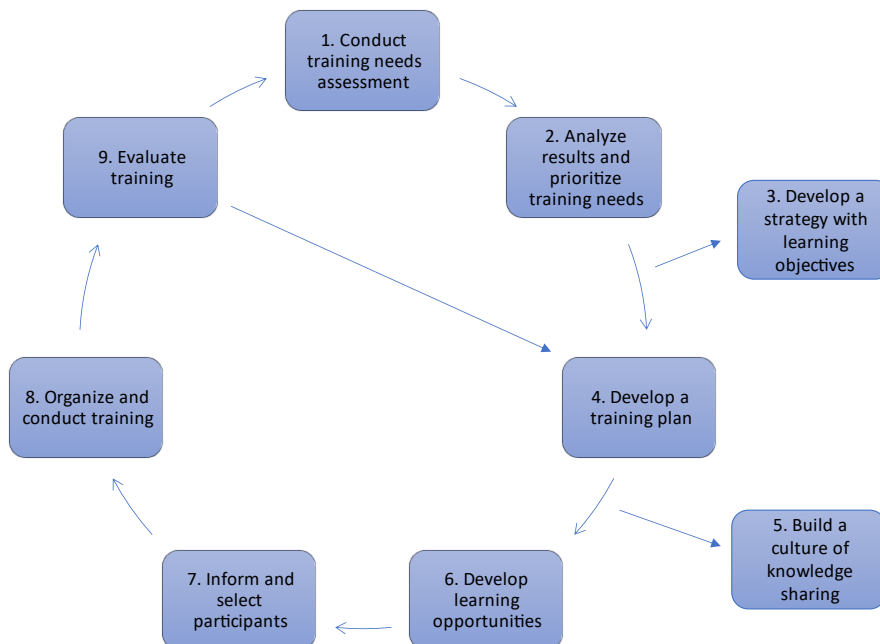 1. Conduct
training needs
assessment
2. Analyze
results and
prioritize
training needs
3. Develop a
strategy with
learning
objectives
4. Develop a
training plan
5. Build a
culture of
knowledge
sharing
6. Develop
learning
opportunities
7. Inform and
select
participants
8. Organize and
conduct training
9. Evaluate
training